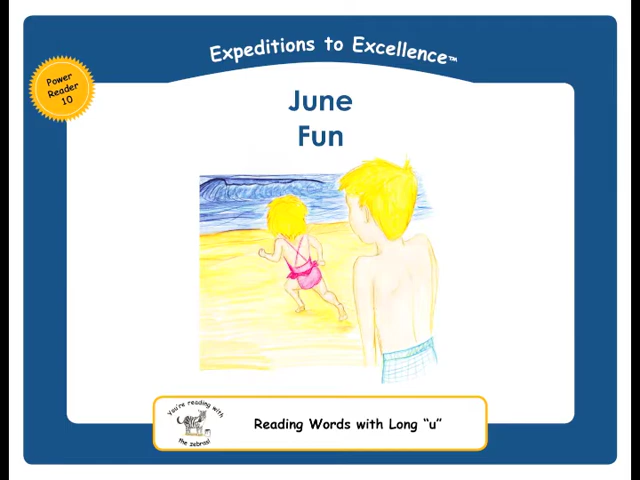 Expeditions to Excellence™
Power
Reader
10
June
Fun
You're reading with
the zebras!
Reading Words with Long “u”